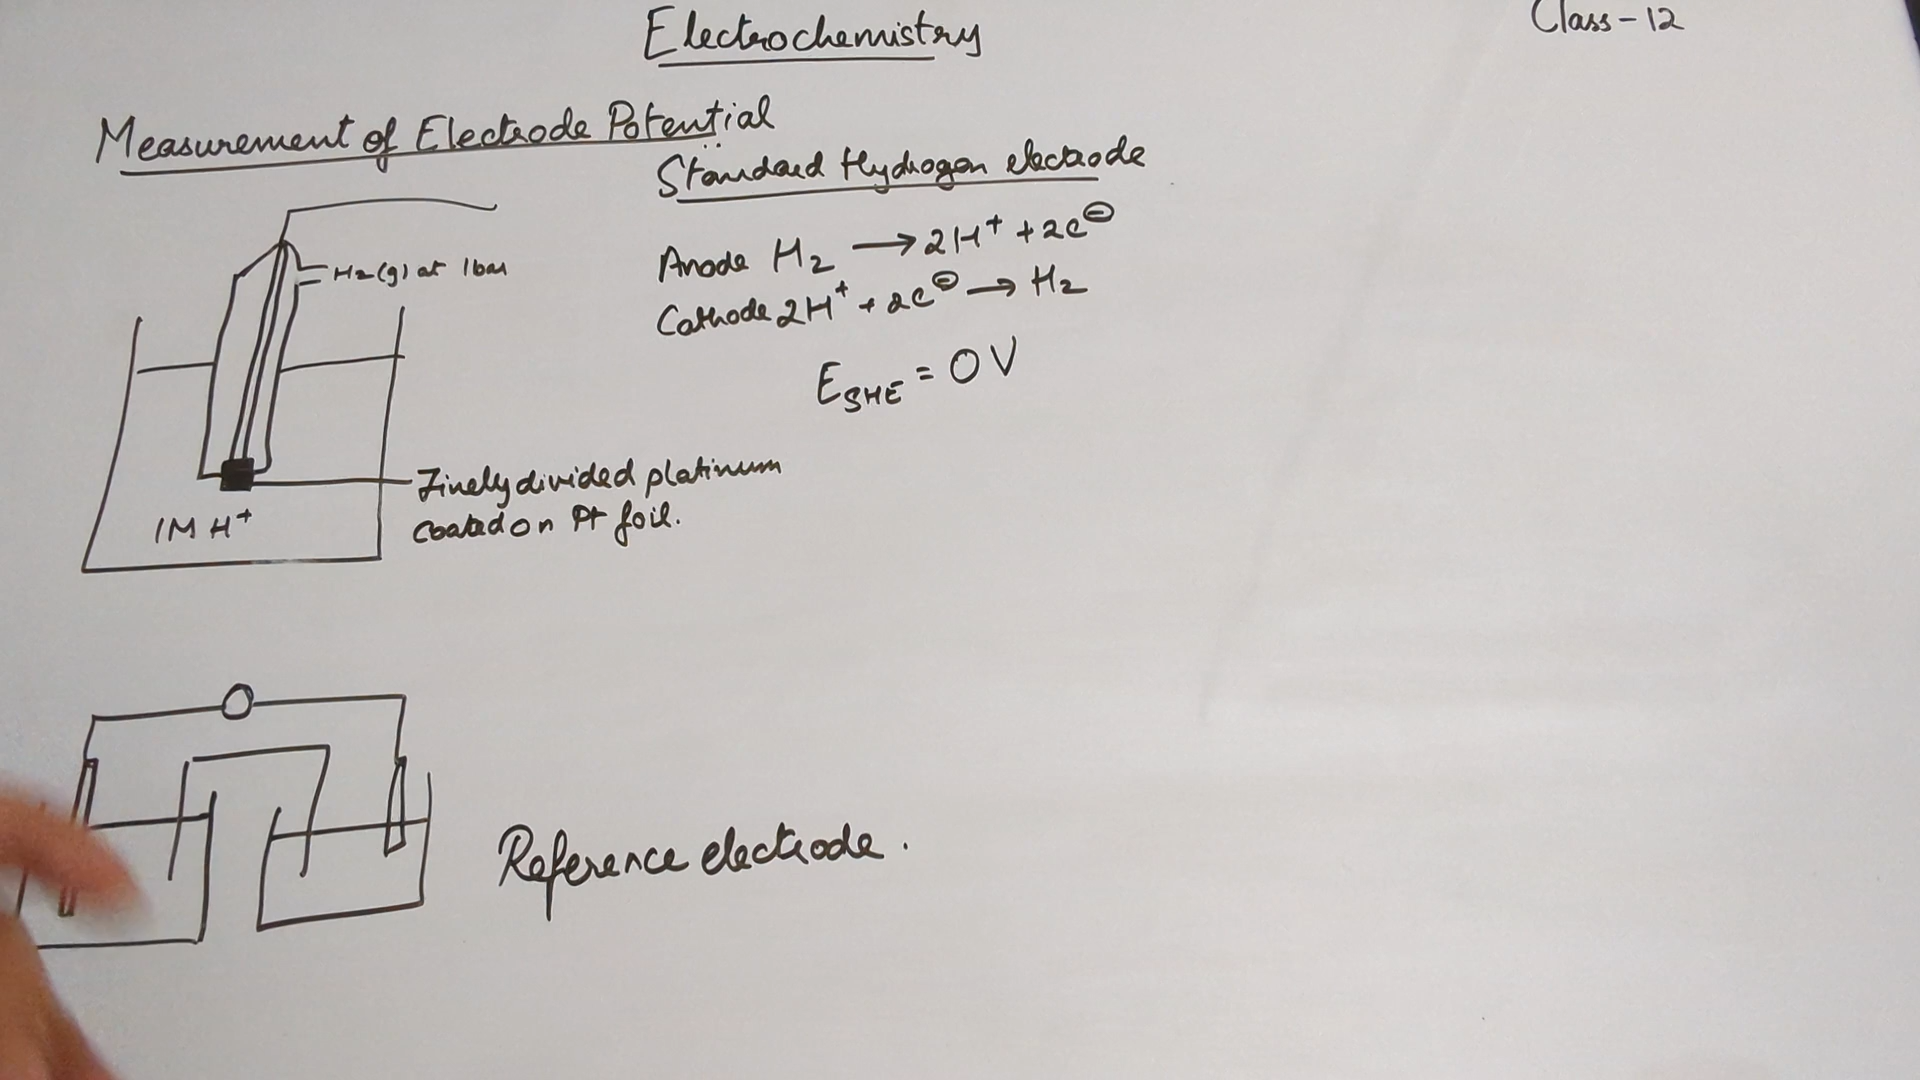 Electrochemistry
Class-12
Measurement of Electrode Potential
Standard Hydrogen electrode
Anode H₂ → 2H⁺ + 2e⊖
Cathode 2H⁺ + 2e⊖ → H₂
E_SHE = 0 V
H₂(g) at 1bar
Finely divided platinum
coated on Pt foil.
1M H⁺
Reference electrode.